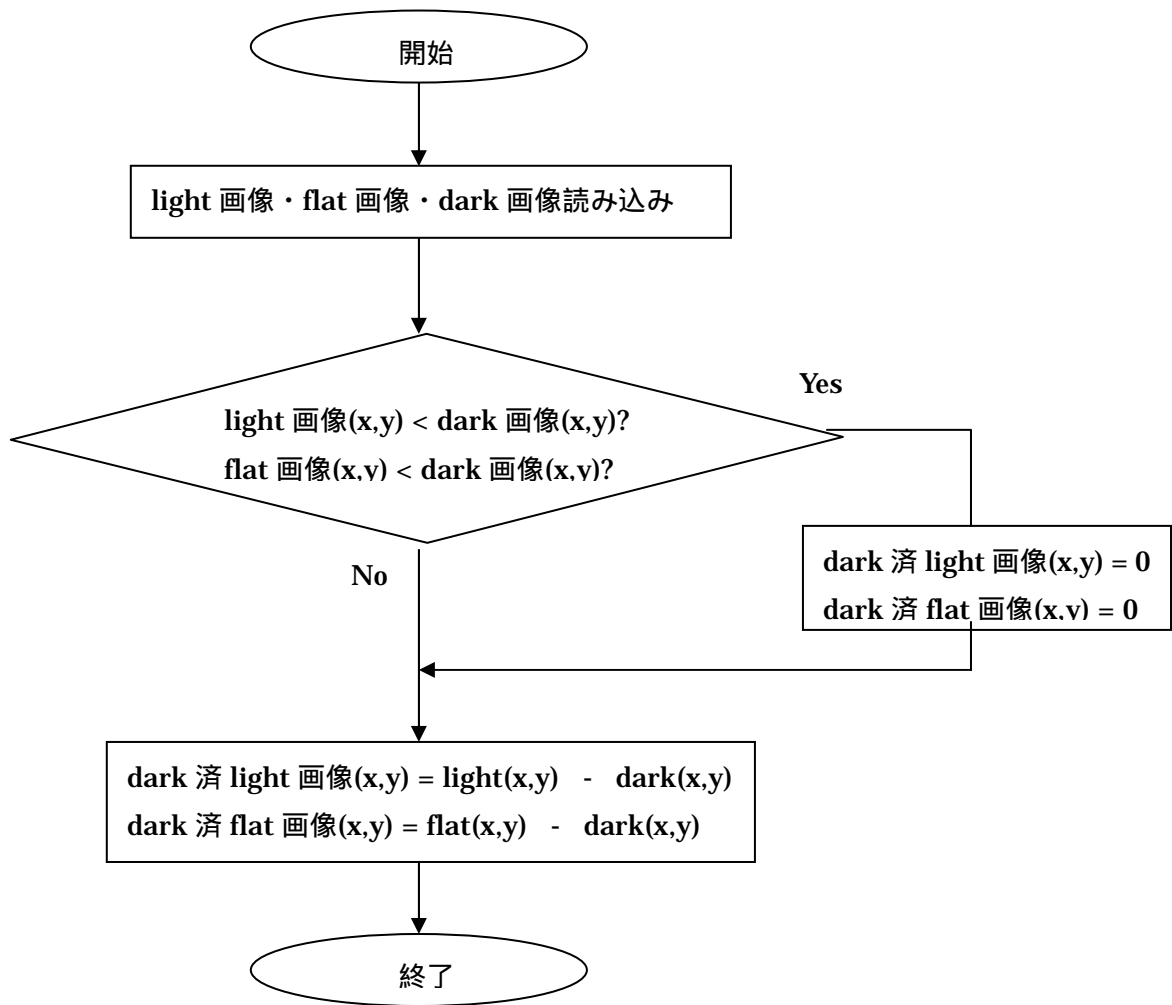 開始
light 画像・flat 画像・dark 画像読み込み
Yes
light 画像(x,y) < dark 画像(x,y)?
flat 画像(x,y) < dark 画像(x,y)?
No
dark 済 light 画像(x,y) = 0
dark 済 flat 画像(x,y) = 0
dark 済 light 画像(x,y) = light(x,y) - dark(x,y)
dark 済 flat 画像(x,y) = flat(x,y) - dark(x,y)
終了